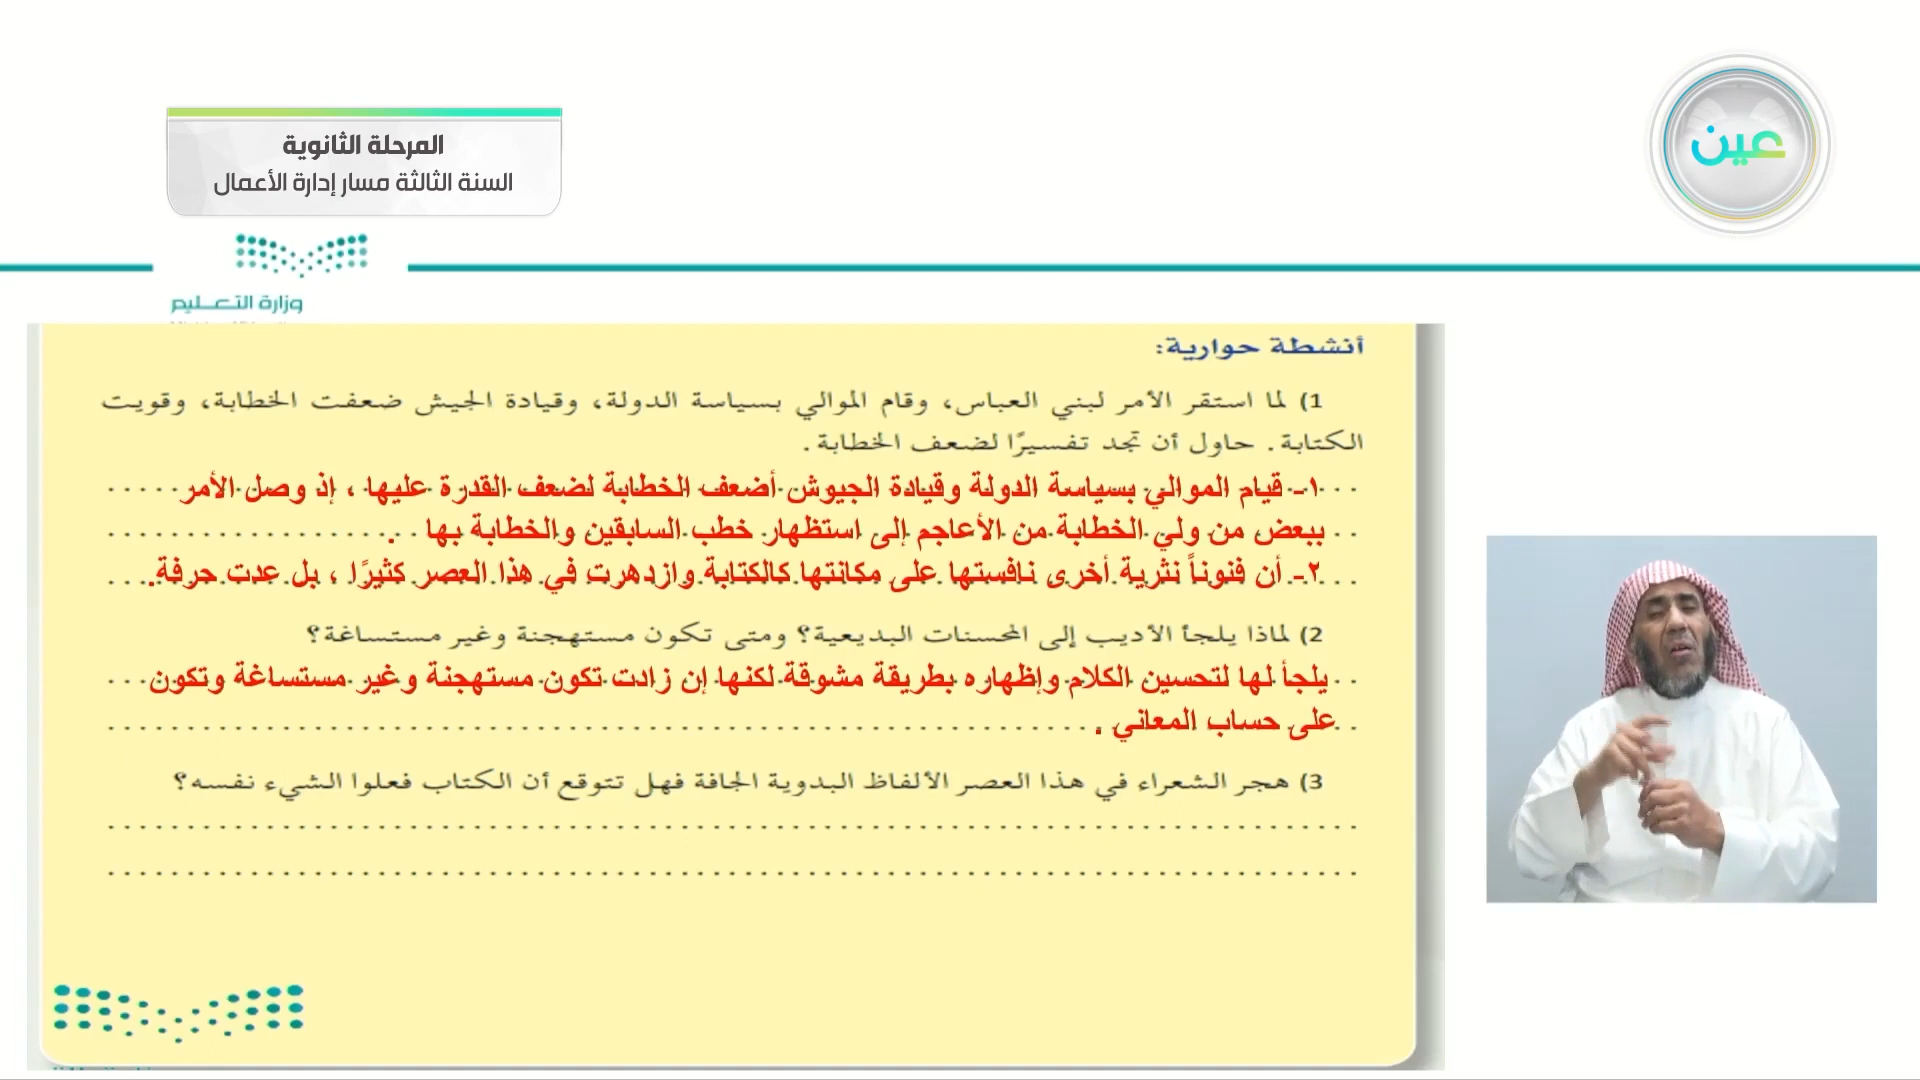 المرحلة الثانوية
السنة الثالثة مسار إدارة الأعمال
عين
وزارة التعليم
أنشطة حوارية:
1) لما استقر الأمر لبني العباس، وقام الموالي بسياسة الدولة، وقيادة الجيش ضعفت الخطابة، وقويت
الكتابة. حاول أن تجد تفسيرًا لضعف الخطابة.
١- قيام الموالي بسياسة الدولة وقيادة الجيوش أضعف الخطابة لضعف القدرة عليها ، إذ وصل الأمر
ببعض من ولي الخطابة من الأعاجم إلى استظهار خطب السابقين والخطابة بها .
٢- أن فنوناً نثرية أخرى نافستها على مكانتها كالكتابة وازدهرت في هذا العصر كثيرًا ، بل عدت حرفة.
2) لماذا يلجأ الأديب إلى المحسنات البديعية؟ ومتى تكون مستهجنة وغير مستساغة؟
يلجأ لها لتحسين الكلام وإظهاره بطريقة مشوقة لكنها إن زادت تكون مستهجنة وغير مستساغة وتكون
على حساب المعاني .
3) هجر الشعراء في هذا العصر الألفاظ البدوية الجافة فهل تتوقع أن الكتاب فعلوا الشيء نفسه؟